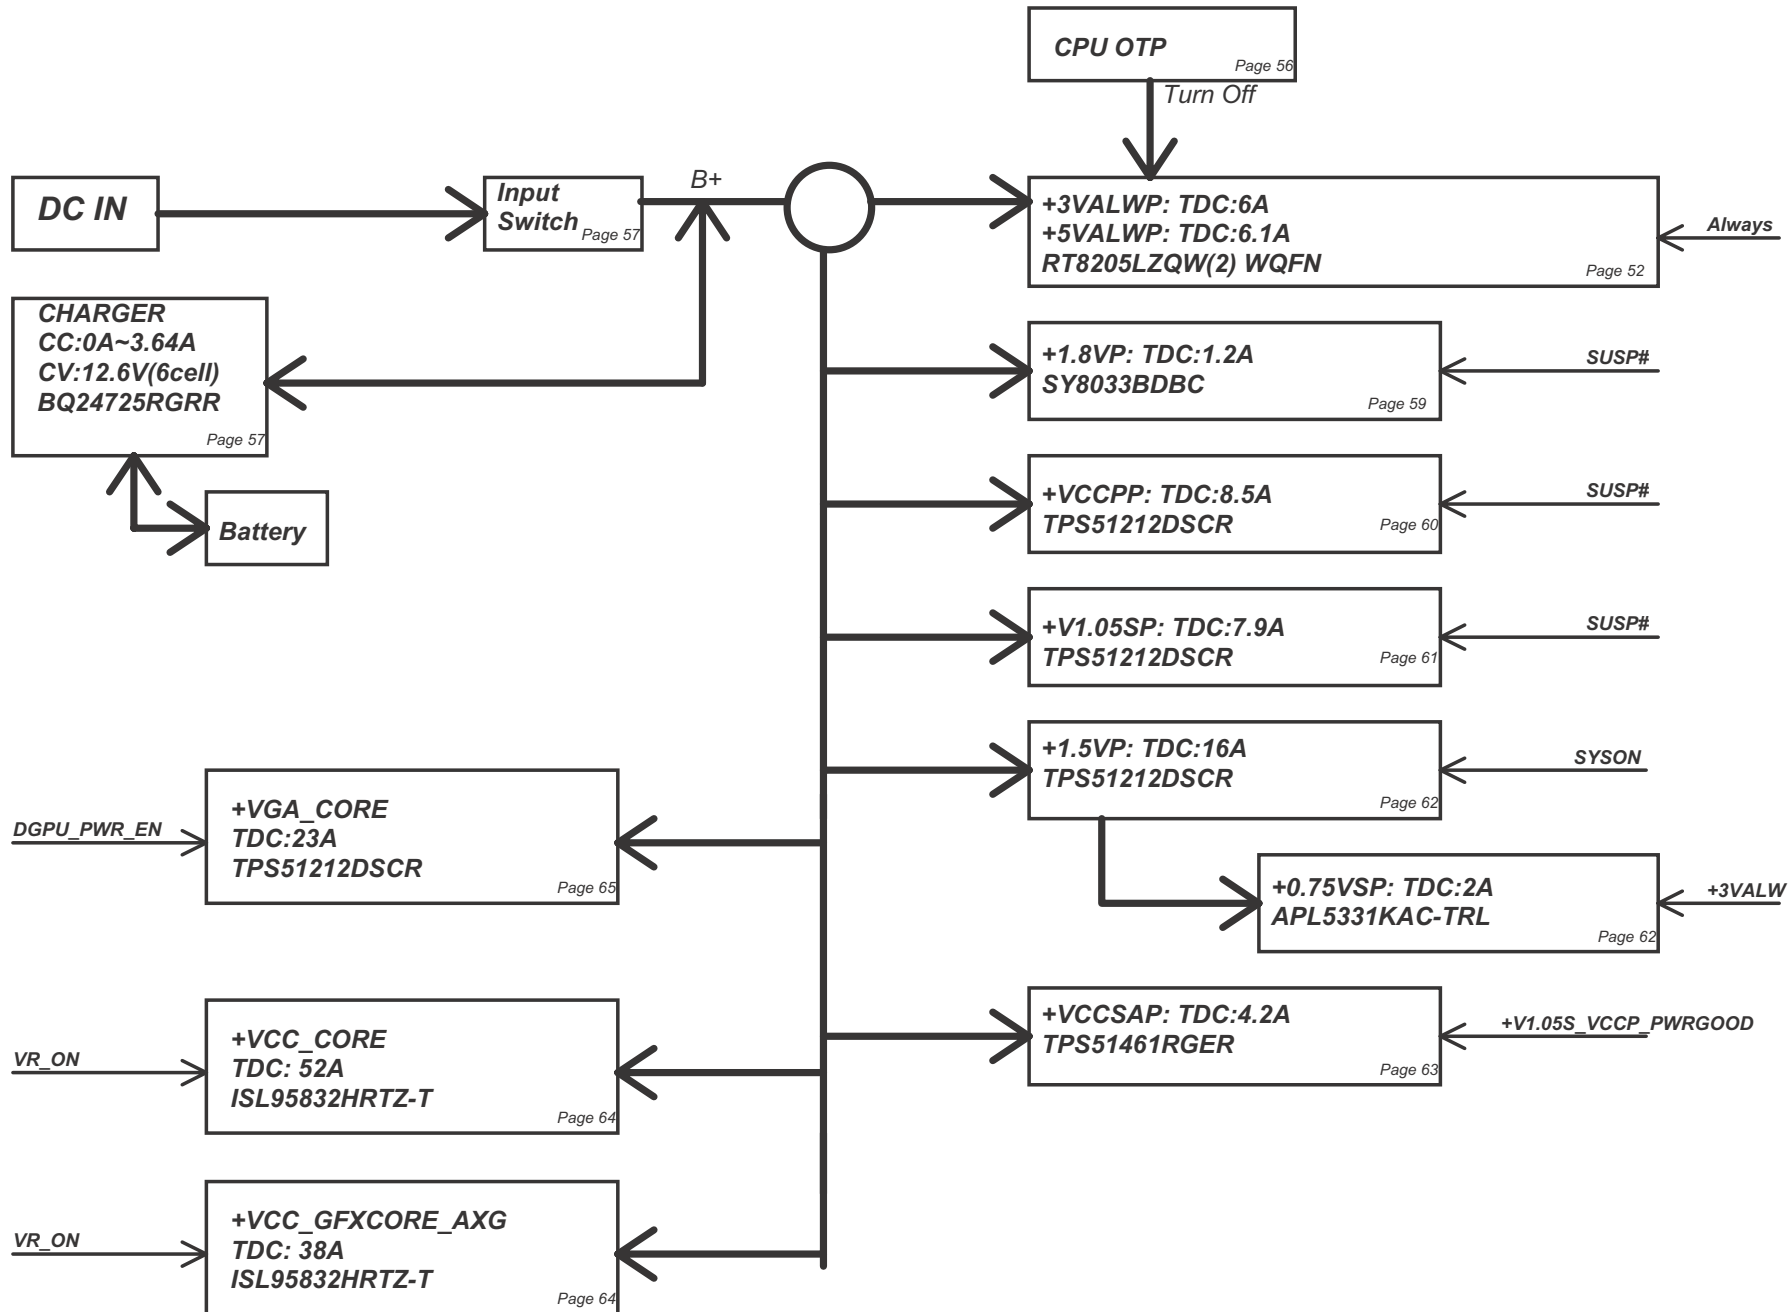 CPU OTP
Page 56
Turn Off
DC IN
Input
Switch
Page 57
B+
+3VALWP: TDC:6A
+5VALWP: TDC:6.1A
RT8205LZQW(2) WQFN
Page 52
Always
CHARGER
CC:0A~3.64A
CV:12.6V(6cell)
BQ24725RGRR
Page 57
Battery
+1.8VP: TDC:1.2A
SY8033BDBC
Page 59
SUSP#
+VCCPP: TDC:8.5A
TPS51212DSCR
Page 60
SUSP#
+V1.05SP: TDC:7.9A
TPS51212DSCR
Page 61
SUSP#
+1.5VP: TDC:16A
TPS51212DSCR
Page 62
SYSON
DGPU_PWR_EN
+VGA_CORE
TDC:23A
TPS51212DSCR
Page 65
+0.75VSP: TDC:2A
APL5331KAC-TRL
Page 62
+3VALW
VR_ON
+VCC_CORE
TDC: 52A
ISL95832HRTZ-T
Page 64
+VCCSAP: TDC:4.2A
TPS51461RGER
Page 63
+V1.05S_VCCP_PWRGOOD
VR_ON
+VCC_GFXCORE_AXG
TDC: 38A
ISL95832HRTZ-T
Page 64